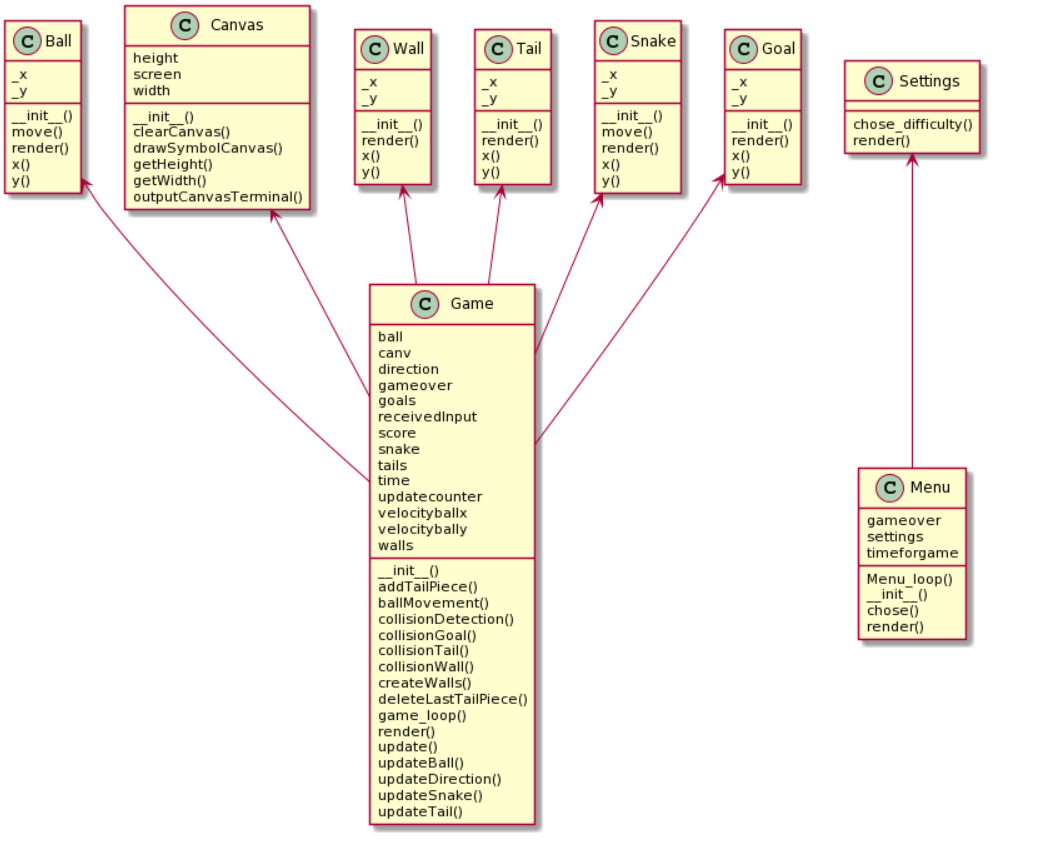 C Ball
_x
_y
__init__()
move()
render()
x()
y()
C Canvas
height
screen
width
__init__()
clearCanvas()
drawSymbolCanvas()
getHeight()
getWidth()
outputCanvasTerminal()
C Wall
_x
_y
__init__()
render()
x()
y()
C Tail
_x
_y
__init__()
render()
x()
y()
C Snake
_x
_y
__init__()
move()
render()
x()
y()
C Goal
_x
_y
__init__()
render()
x()
y()
C Settings
chose_difficulty()
render()
C Game
ball
canv
direction
gameover
goals
receivedInput
score
snake
tails
time
updatecounter
velocityballx
velocitybally
walls
__init__()
addTailPiece()
ballMovement()
collisionDetection()
collisionGoal()
collisionTail()
collisionWall()
createWalls()
deleteLastTailPiece()
game_loop()
render()
update()
updateBall()
updateDirection()
updateSnake()
updateTail()
C Menu
gameover
settings
timeforgame
Menu_loop()
__init__()
chose()
render()